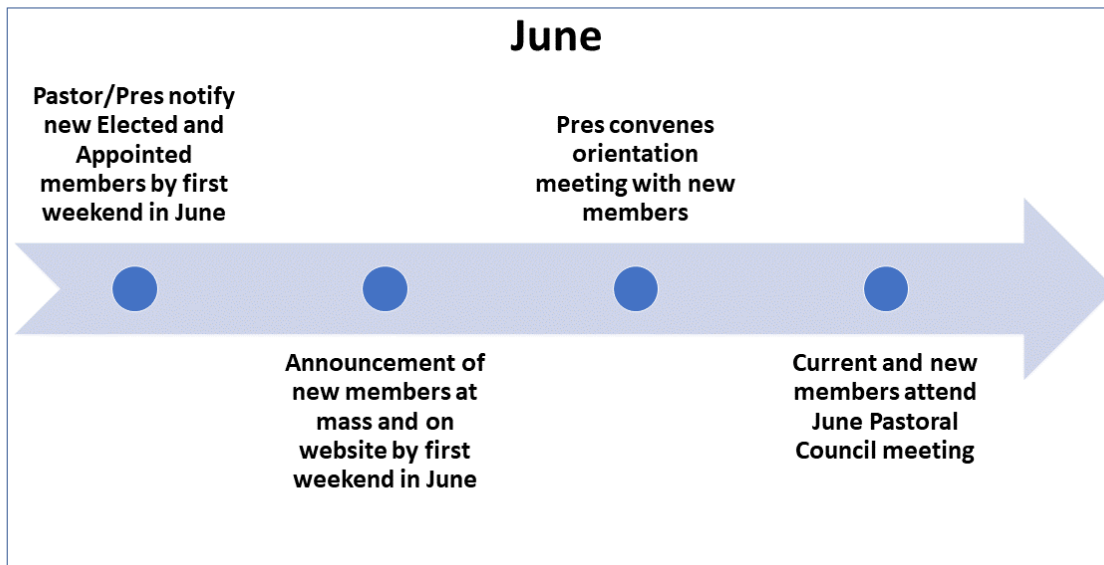 June
Pastor/Pres notify
new Elected and
Appointed
members by first
weekend in June
Announcement of
new members at
mass and on
website by first
weekend in June
Pres convenes
orientation
meeting with new
members
Current and new
members attend
June Pastoral
Council meeting